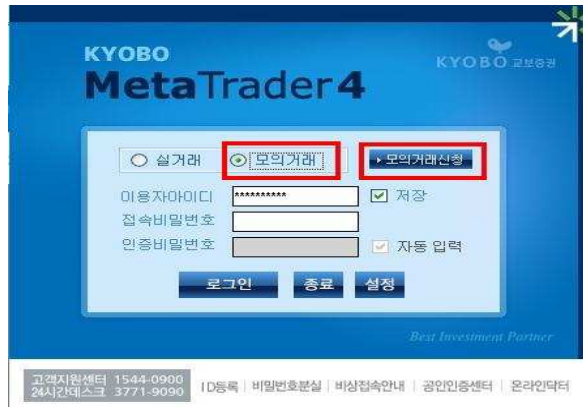 KYOBO
MetaTrader 4
KYOBO 교보증권
실거래 모의거래 모의거래신청
이용자아이디 ********** 저장
접속비밀번호
인증비밀번호 자동 입력
로그인 종료 설정
Best Investment Partner
고객지원센터 1544-0900
24시간데스크 3771-9090
ID등록 비밀번호분실 비상접속안내 공인인증센터 온라인닥터